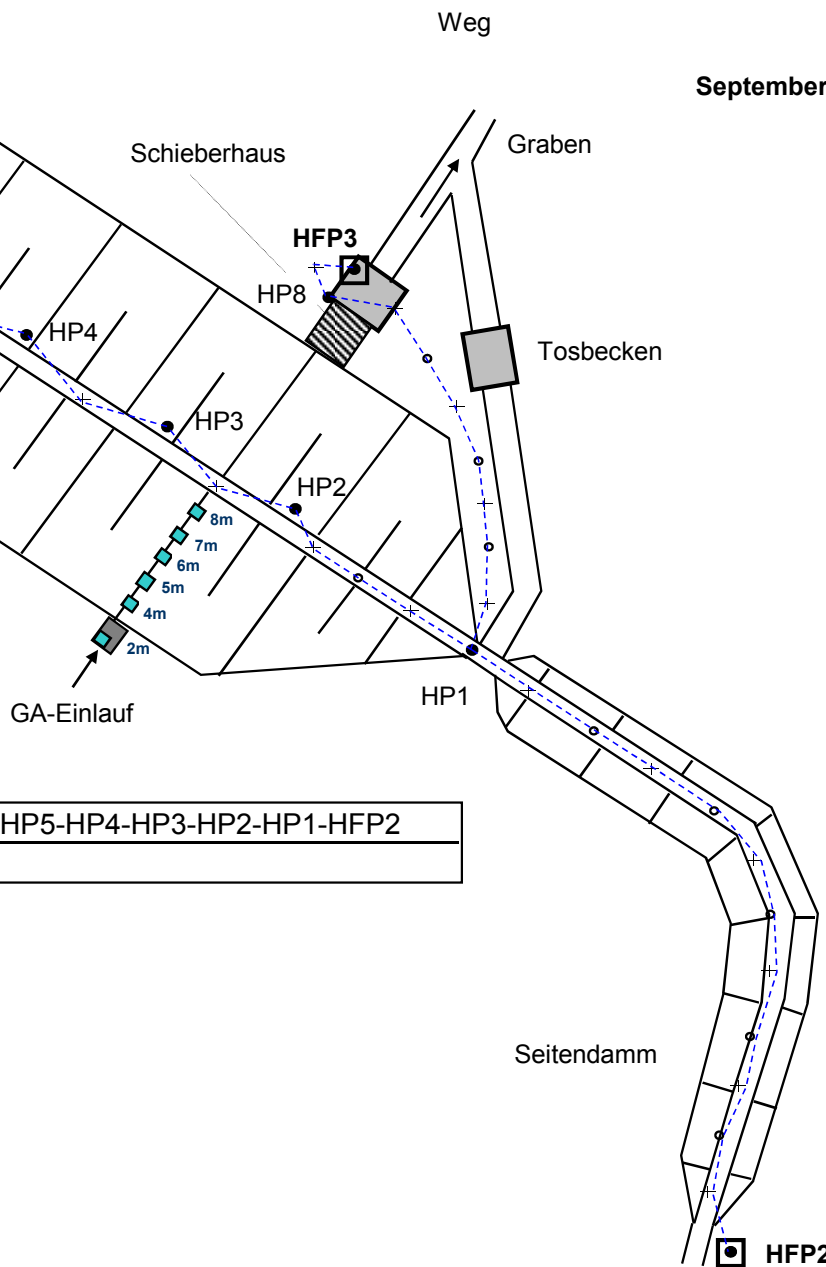 Weg
September
Graben
Schieberhaus
HFP3
HP8
HP4
Tosbecken
HP3
HP2
8m
7m
6m
5m
4m
2m
HP1
GA-Einlauf
HP5-HP4-HP3-HP2-HP1-HFP2
Seitendamm
HFP2